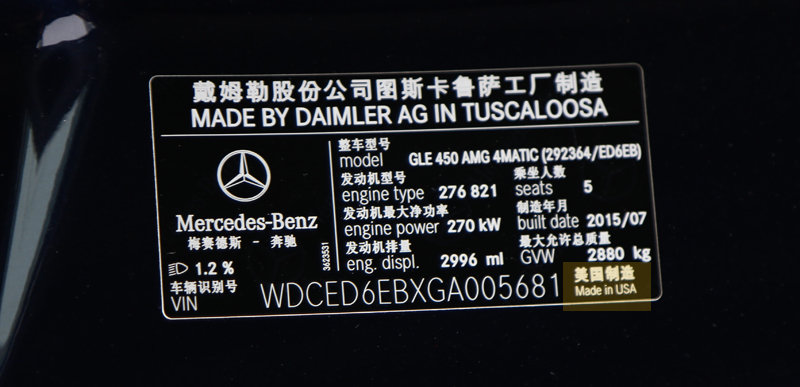 戴姆勒股份公司图斯卡鲁萨工厂制造
MADE BY DAIMLER AG IN TUSCALOOSA
Mercedes-Benz
梅赛德斯 - 奔驰
1.2 %
整车型号
model GLE 450 AMG 4MATIC (292364/ED6EB)
发动机型号 乘坐人数
engine type 276 821 seats 5
发动机最大净功率 制造年月
engine power 270 kW built date 2015/07
发动机排量 最大允许总质量
eng. displ. 2996 ml GVW 2880 kg
3623531
车辆识别号
VIN WDCED6EBXGA005681
美国制造
Made in USA